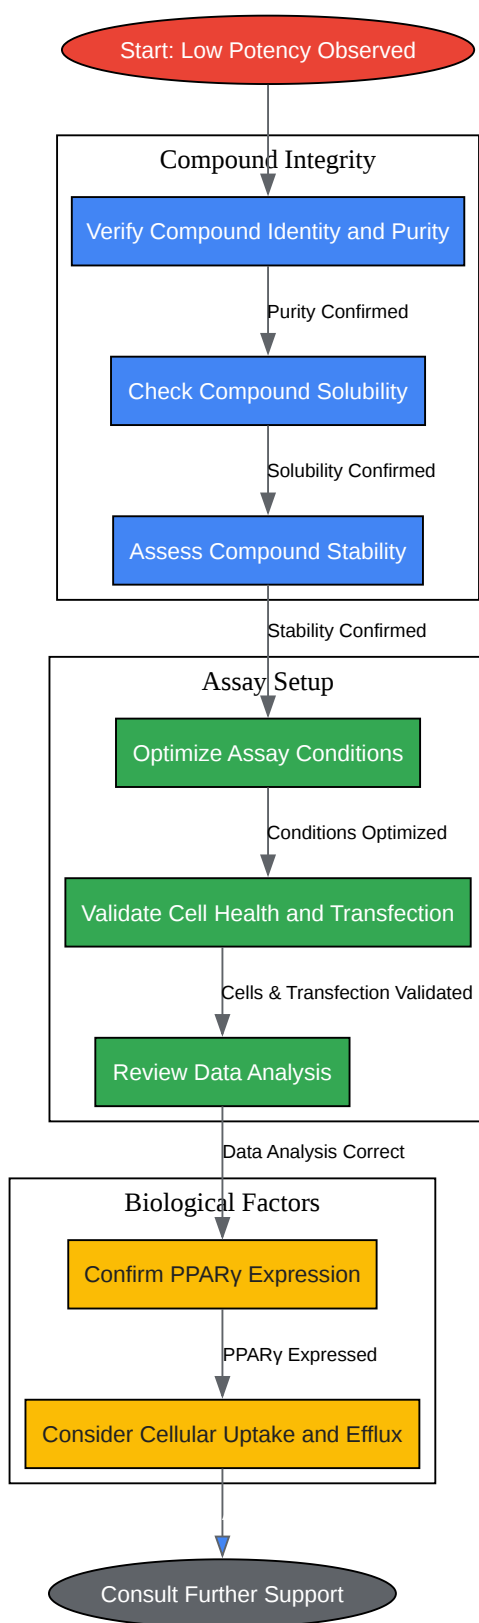 Start: Low Potency Observed
Compound Integrity
Verify Compound Identity and Purity
Purity Confirmed
Check Compound Solubility
Solubility Confirmed
Assess Compound Stability
Stability Confirmed
Assay Setup
Optimize Assay Conditions
Conditions Optimized
Validate Cell Health and Transfection
Cells & Transfection Validated
Review Data Analysis
Data Analysis Correct
Biological Factors
Confirm PPARγ Expression
PPARγ Expressed
Consider Cellular Uptake and Efflux
Consult Further Support